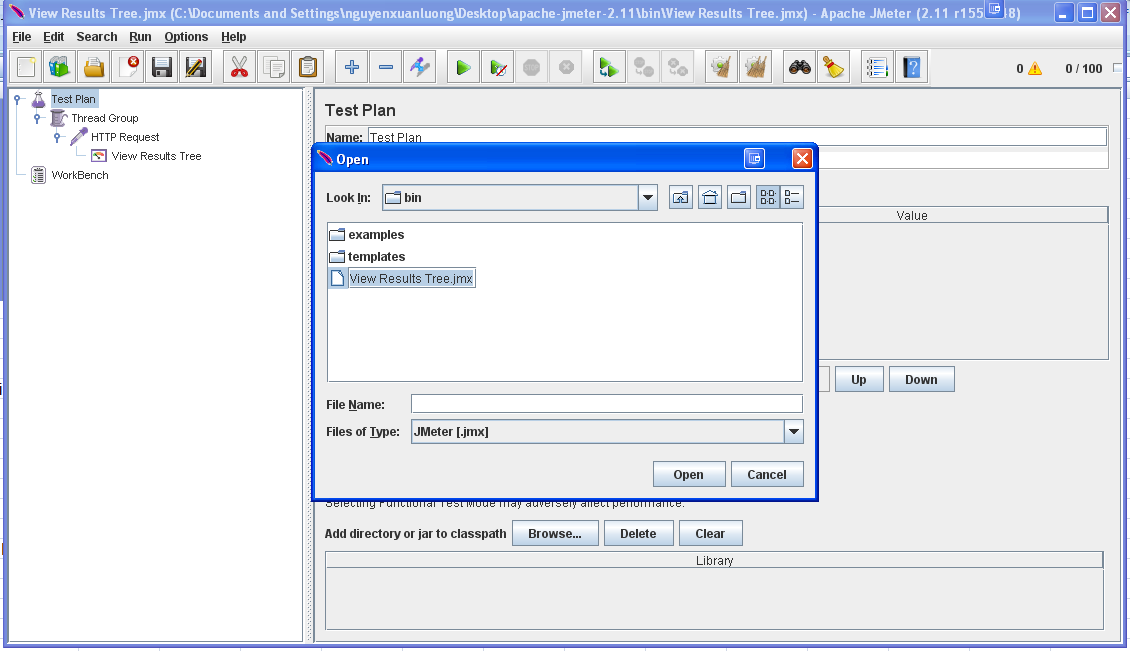 View Results Tree.jmx (C:\Documents and Settings\nguyenxuanluong\Desktop\apache-jmeter-2.11\bin\View Results Tree.jmx) - Apache JMeter (2.11
File Edit Search Run Options Help
0 0 / 100
Test Plan
Thread Group
HTTP Request
View Results Tree
WorkBench
Test Plan
Name: Test Plan
Open
Look In: bin
examples
templates
View Results Tree.jmx
File Name:
Files of Type: JMeter [.jmx]
Open Cancel
Value
Up Down
Selecting Functional Test Mode may adversely affect performance.
Add directory or jar to classpath Browse... Delete Clear
Library